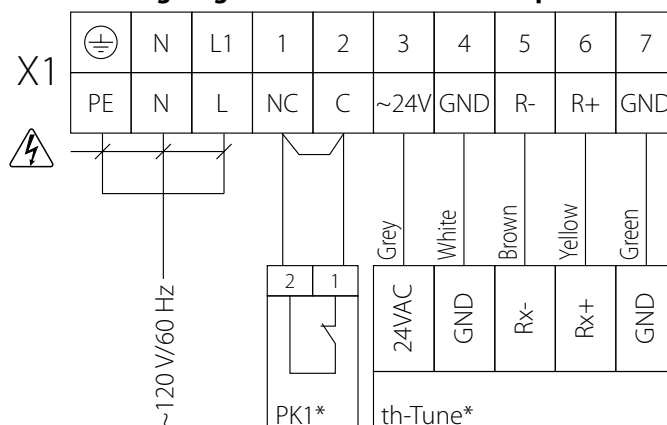 X1
N L1 1 2 3 4 5 6 7
PE N L NC C ~24V GND R- R+ GND
Grey White Brown Yellow Green
2 1
24VAC GND Rx- Rx+ GND
~120 V/60 Hz
PK1* th-Tune*